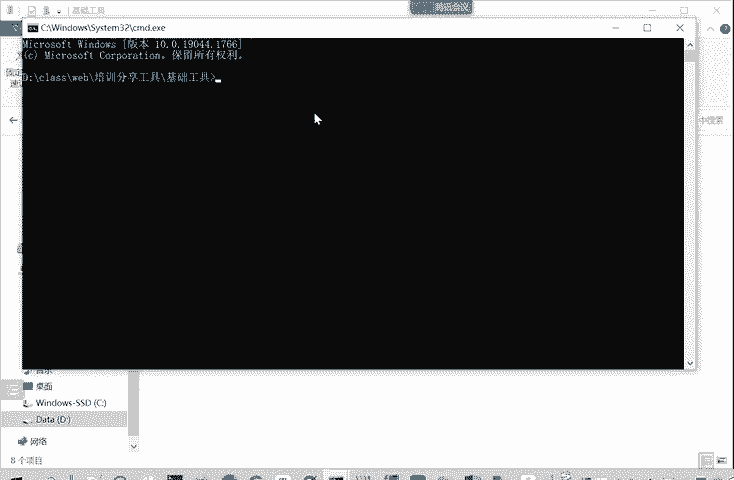 腾讯会议
基础工具
C:\Windows\System32\cmd.exe
Microsoft Windows [版本 10.0.19044.1766]
(c) Microsoft Corporation。保留所有权利。
D:\class\web\培训分享工具\基础工具>
桌面
Windows-SSD (C:)
Data (D:)
网络
8 个项目